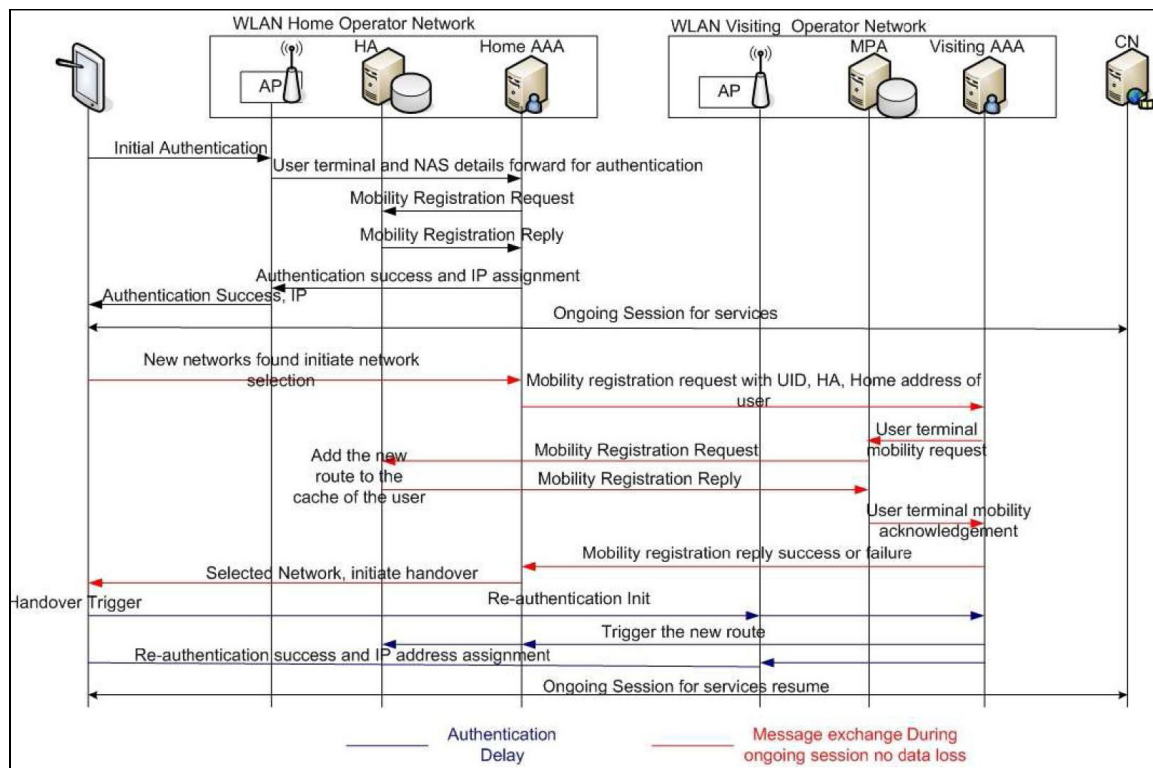 WLAN Home Operator Network
WLAN Visiting Operator Network
HA
Home AAA
MPA
Visiting AAA
CN
AP
AP
Initial Authentication
User terminal and NAS details forward for authentication
Mobility Registration Request
Mobility Registration Reply
Authentication success and IP assignment
Authentication Success, IP
Ongoing Session for services
New networks found initiate network
selection
Mobility registration request with UID, HA, Home address of
user
User terminal
mobility request
Mobility Registration Request
Add the new
route to the
cache of the user
Mobility Registration Reply
User terminal mobility
acknowledgement
Mobility registration reply success or failure
Selected Network, initiate handover
Handover Trigger
Re-authentication Init
Trigger the new route
Re-authentication success and IP address assignment
Ongoing Session for services resume
Authentication
Delay
Message exchange During
ongoing session no data loss